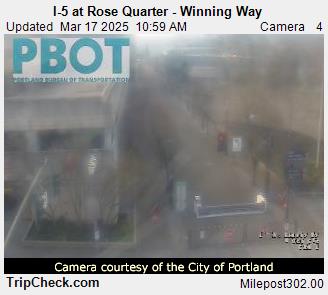 I-5 at Rose Quarter - Winning Way
Updated Mar 17 2025 10:59 AM Camera 4
PBOT
PORTLAND BUREAU OF TRANSPORTATION
Camera courtesy of the City of Portland
TripCheck.com Milepost302.00